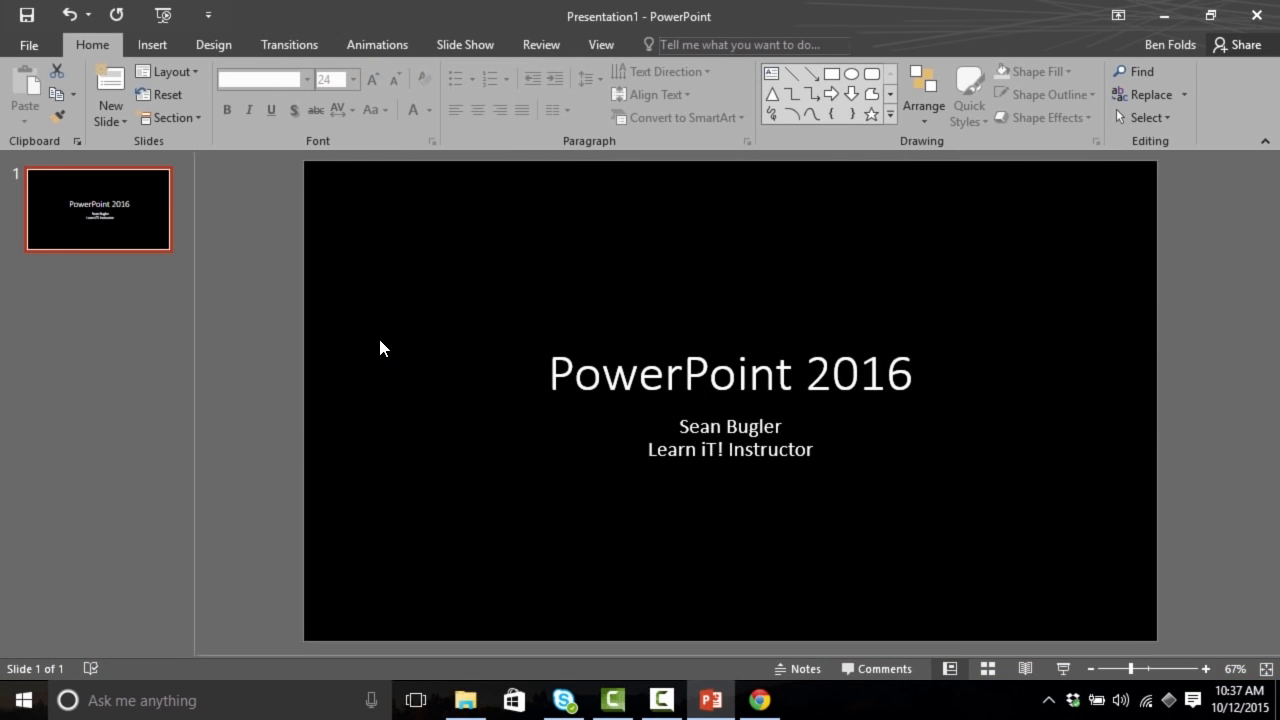 Presentation1 - PowerPoint
File Home Insert Design Transitions Animations Slide Show Review View Tell me what you want to do... Ben Folds Share
Paste
Clipboard
New Slide
Layout
Reset
Section
Slides
24
B I U S abc AV Aa A
Font
Text Direction
Align Text
Convert to SmartArt
Paragraph
Arrange
Quick Styles
Shape Fill
Shape Outline
Shape Effects
Drawing
Find
Replace
Select
Editing
1
PowerPoint 2016
Sean Bugler
Learn iT! Instructor
PowerPoint 2016
Sean Bugler
Learn iT! Instructor
Slide 1 of 1 Notes Comments 67%
Ask me anything
10:37 AM
10/12/2015